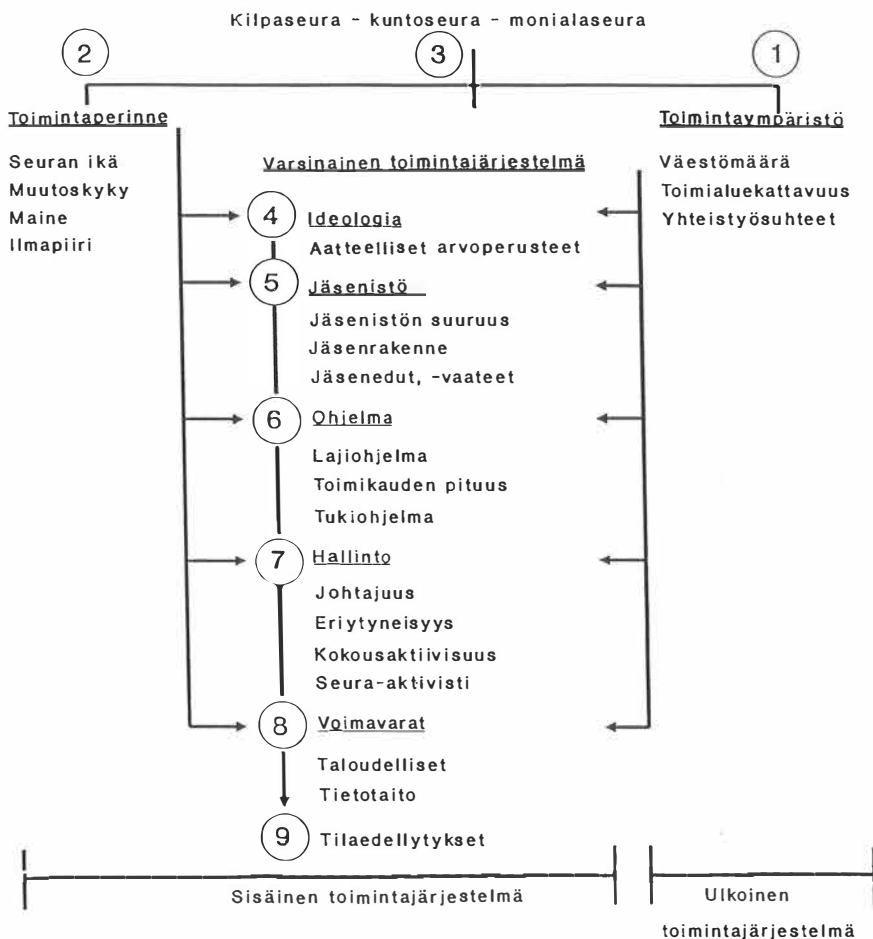 Kilpaseura - kuntoseura - monialaseura
2
3
1
Toimintaperinne
Seuran ikä
Muutoskyky
Maine
Ilmapiiri
Varsinainen toimintajärjestelmä
4 Ideologia
Aatteelliset arvoperusteet
5 Jäsenistö
Jäsenistön suuruus
Jäsenrakenne
Jäsenedut, -vaateet
6 Ohjelma
Lajiohjelma
Toimikauden pituus
Tukiohjelma
7 Hallinto
Johtajuus
Eriytyneisyys
Kokousaktiivisuus
Seura-aktivisti
8 Voimavarat
Taloudelliset
Tietotaito
9 Tilaedellytykset
Toimintaympäristö
Väestömäärä
Toimialuekattavuus
Yhteistyösuhteet
Sisäinen toimintajärjestelmä
Ulkoinen
toimintajärjestelmä